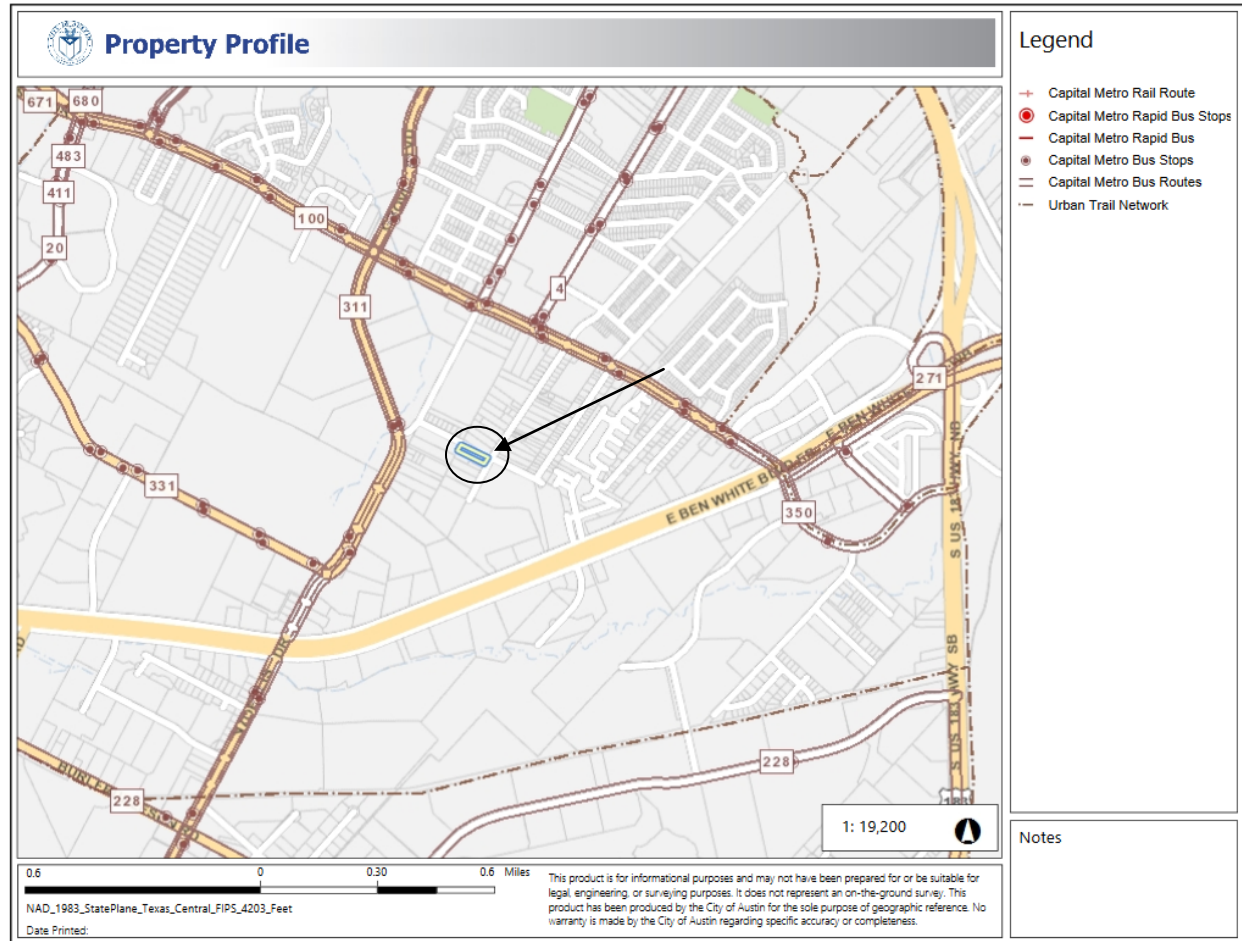 Property Profile
Legend
Capital Metro Rail Route
Capital Metro Rapid Bus Stops
Capital Metro Rapid Bus
Capital Metro Bus Stops
Capital Metro Bus Routes
Urban Trail Network
671
680
483
411
20
100
311
4
271
331
350
228
228
E BEN WHITE BLVD
S US 183 HWY NB
S US 183 HWY SB
183
1: 19,200
Notes
0.6
0
0.30
0.6
Miles
NAD_1983_StatePlane_Texas_Central_FIPS_4203_Feet
Date Printed:
This product is for informational purposes and may not have been prepared for or be suitable for
legal, engineering, or surveying purposes. It does not represent an on-the-ground survey. This
product has been produced by the City of Austin for the sole purpose of geographic reference. No
warranty is made by the City of Austin regarding specific accuracy or completeness.